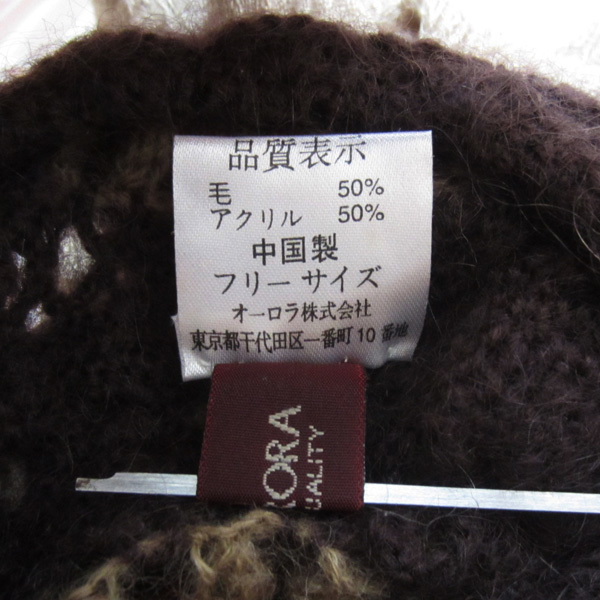 品質表示
毛 50%
アクリル 50%
中国製
フリーサイズ
オーロラ株式会社
東京都千代田区一番町10番地
RORA
UALITY